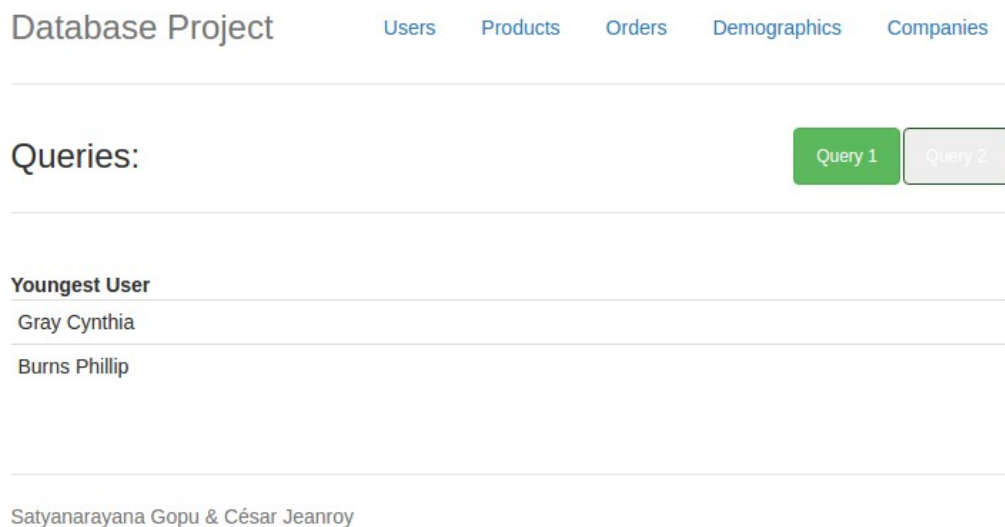 Database Project Users Products Orders Demographics Companies
Queries: Query 1 Query 2
Youngest User
Gray Cynthia
Burns Phillip
Satyanarayana Gopu & César Jeanroy